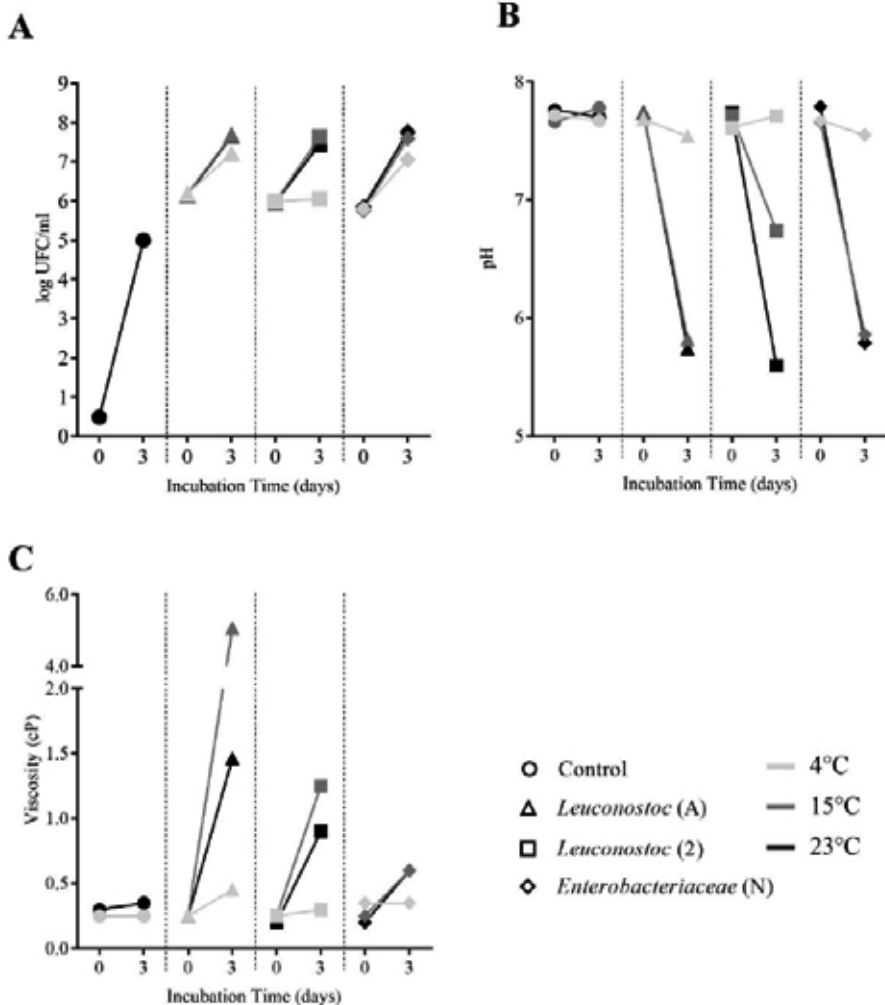 A
log UFC/ml
9
8
7
6
5
4
3
2
1
0
0 3 0 3 0 3 0 3
Incubation Time (days)
B
pH
8
7
6
5
0 3 0 3 0 3 0 3
Incubation Time (days)
C
Viscosity (cP)
6.0
4.0
2.0
1.5
1.0
0.5
0.0
0 3 0 3 0 3 0 3
Incubation Time (days)
Control
Leuconostoc (A)
Leuconostoc (2)
Enterobacteriaceae (N)
4°C
15°C
23°C